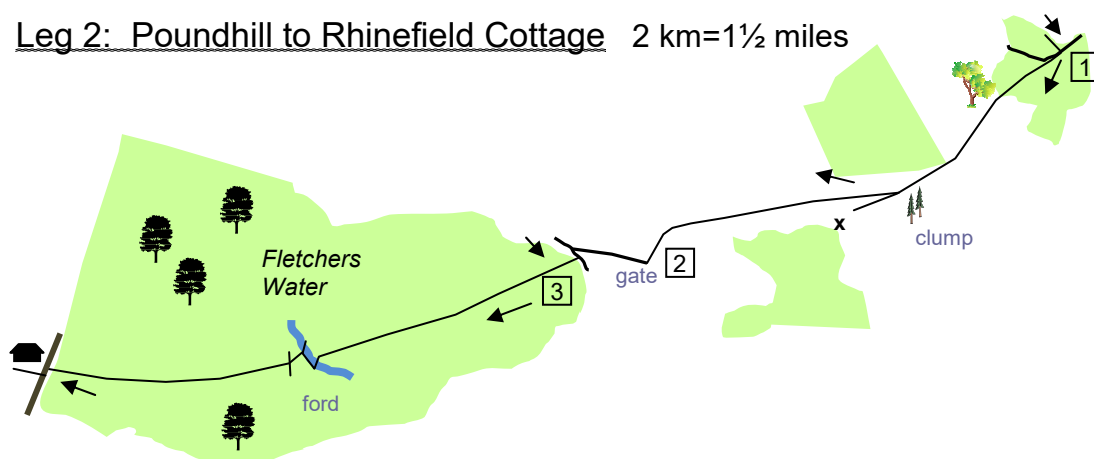 Leg 2: Poundhill to Rhinefield Cottage 2 km=1½ miles
1
x
clump
2
gate
3
Fletchers
Water
ford